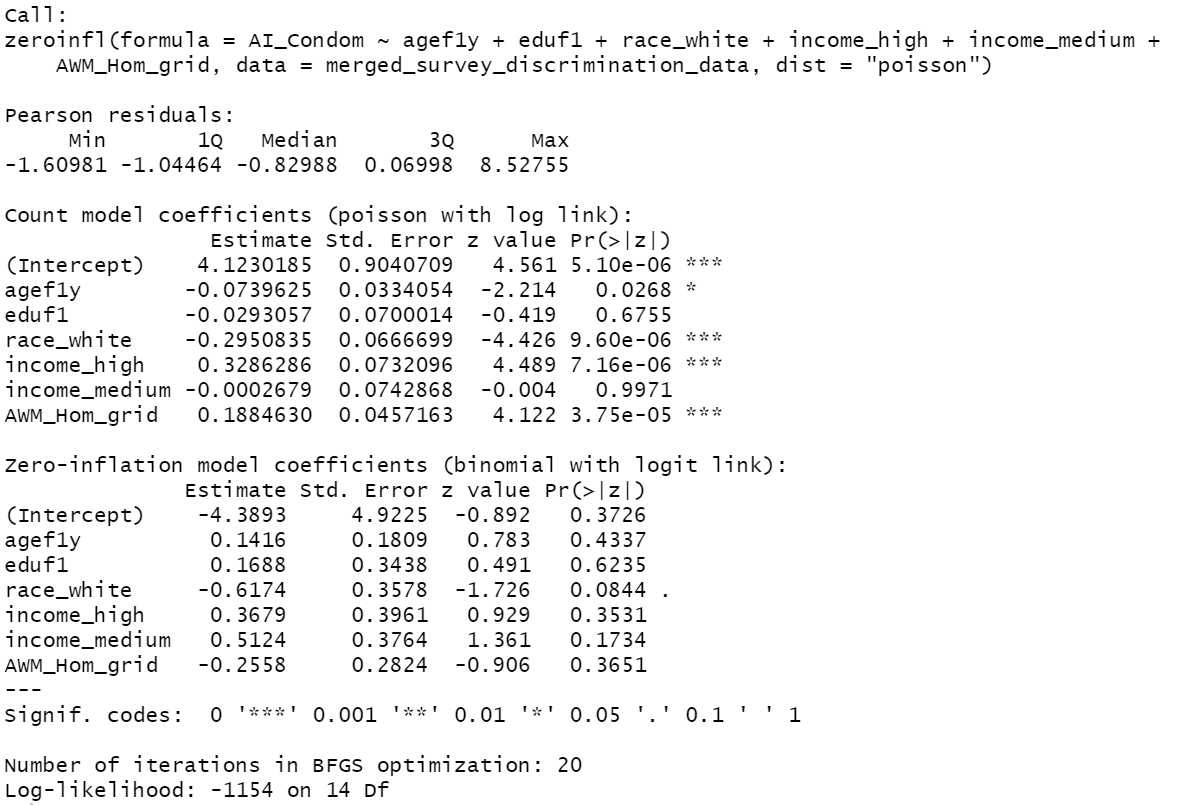 Call:
zeroinfl(formula = AI_Condom ~ agef1y + eduf1 + race_white + income_high + income_medium +
    AWM_Hom_grid, data = merged_survey_discrimination_data, dist = "poisson")

Pearson residuals:
     Min       1Q   Median       3Q      Max
-1.60981 -1.04464 -0.82988  0.06998  8.52755

Count model coefficients (poisson with log link):
                Estimate Std. Error z value Pr(>|z|)
(Intercept)    4.1230185  0.9040709   4.561 5.10e-06 ***
agef1y        -0.0739625  0.0334054  -2.214   0.0268 *
eduf1         -0.0293057  0.0700014  -0.419   0.6755
race_white    -0.2950835  0.0666699  -4.426 9.60e-06 ***
income_high    0.3286286  0.0732096   4.489 7.16e-06 ***
income_medium -0.0002679  0.0742868  -0.004   0.9971
AWM_Hom_grid   0.1884630  0.0457163   4.122 3.75e-05 ***

Zero-inflation model coefficients (binomial with logit link):
              Estimate Std. Error z value Pr(>|z|)
(Intercept)    -4.3893     4.9225  -0.892   0.3726
agef1y          0.1416     0.1809   0.783   0.4337
eduf1           0.1688     0.3438   0.491   0.6235
race_white     -0.6174     0.3578  -1.726   0.0844 .
income_high     0.3679     0.3961   0.929   0.3531
income_medium   0.5124     0.3764   1.361   0.1734
AWM_Hom_grid   -0.2558     0.2824  -0.906   0.3651
---
Signif. codes:  0 '***' 0.001 '**' 0.01 '*' 0.05 '.' 0.1 ' ' 1

Number of iterations in BFGS optimization: 20
Log-likelihood: -1154 on 14 Df